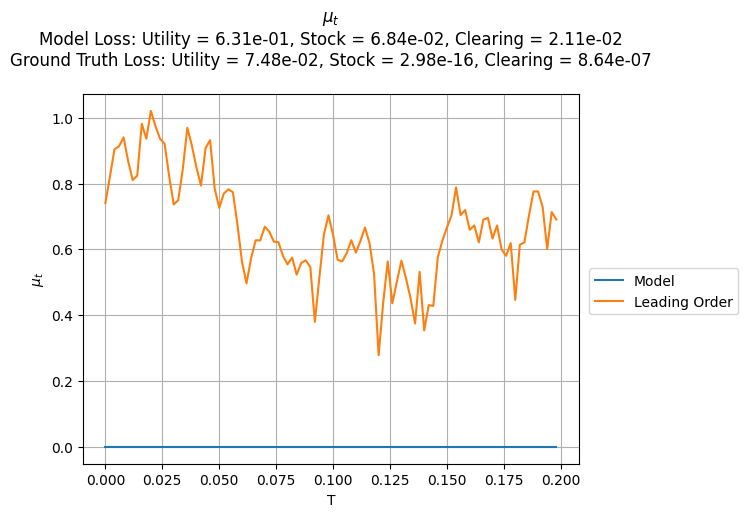 μₜ
Model Loss: Utility = 6.31e-01, Stock = 6.84e-02, Clearing = 2.11e-02
Ground Truth Loss: Utility = 7.48e-02, Stock = 2.98e-16, Clearing = 8.64e-07
1.0
0.8
0.6
0.4
0.2
0.0
μₜ
0.000 0.025 0.050 0.075 0.100 0.125 0.150 0.175 0.200
T
Model
Leading Order